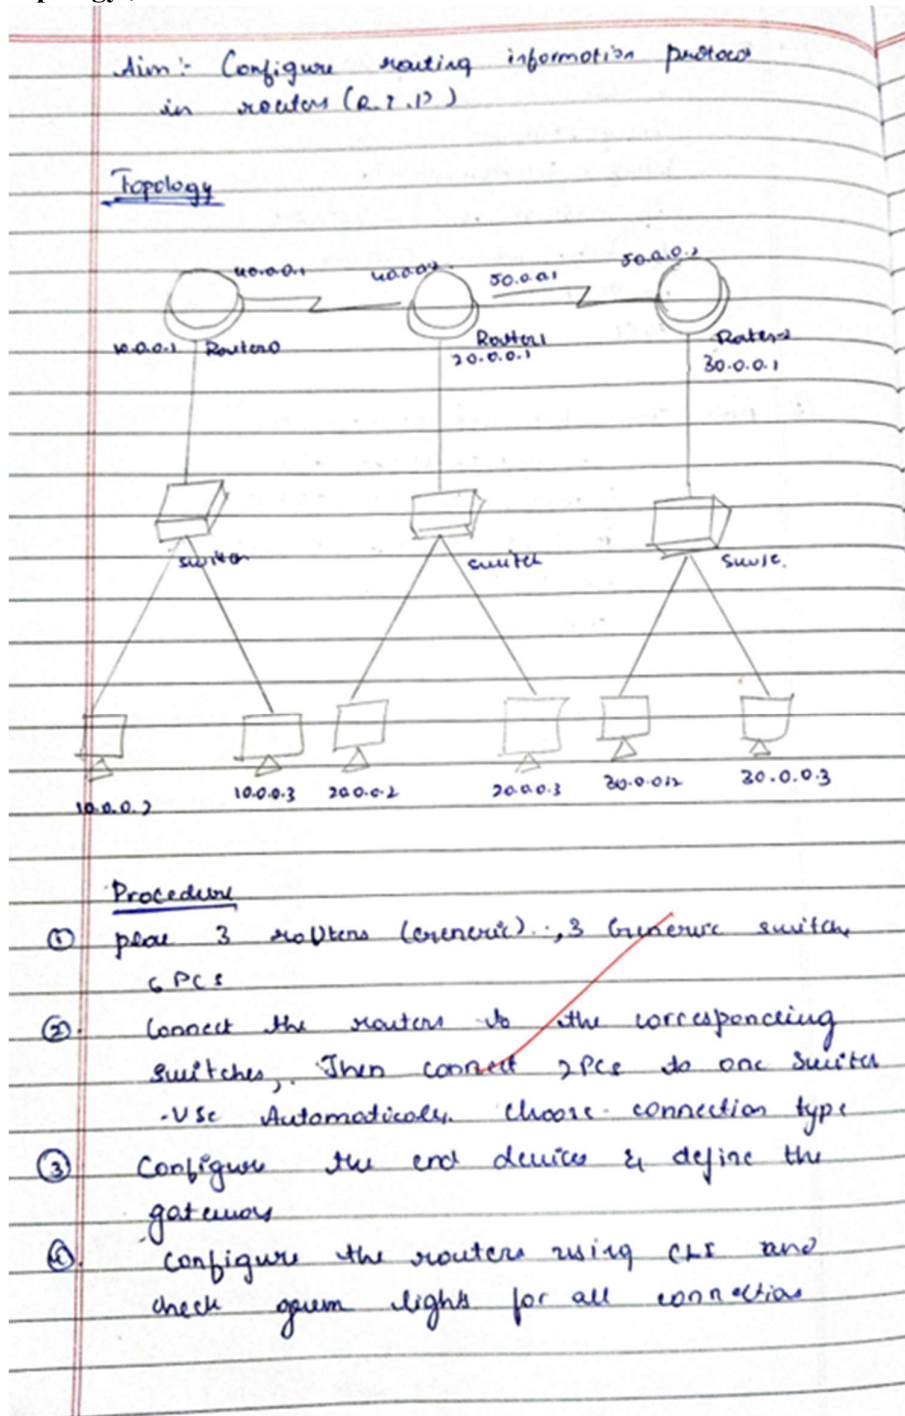 Aim:- Configure routing information protocol
in routers (R.I.P)
Topology
40.0.0.1 40.0.0.2 50.0.0.1 50.0.0.2
10.0.0.1 Router0 Router1 Router2
20.0.0.1 30.0.0.1
switch switch
10.0.0.2 10.0.0.3 20.0.0.2 20.0.0.3 30.0.0.2 30.0.0.3
Procedure
① place 3 routers (Generic), 3 Generic switch,
6 PCs
② Connect the routers to the corresponding
switches, Then connect 2 PCs to one switch
-Use Automatically choose connection type
③ Configure the end devices & define the
gateways
④ Configure the routers using CLI and
check green lights for all connections